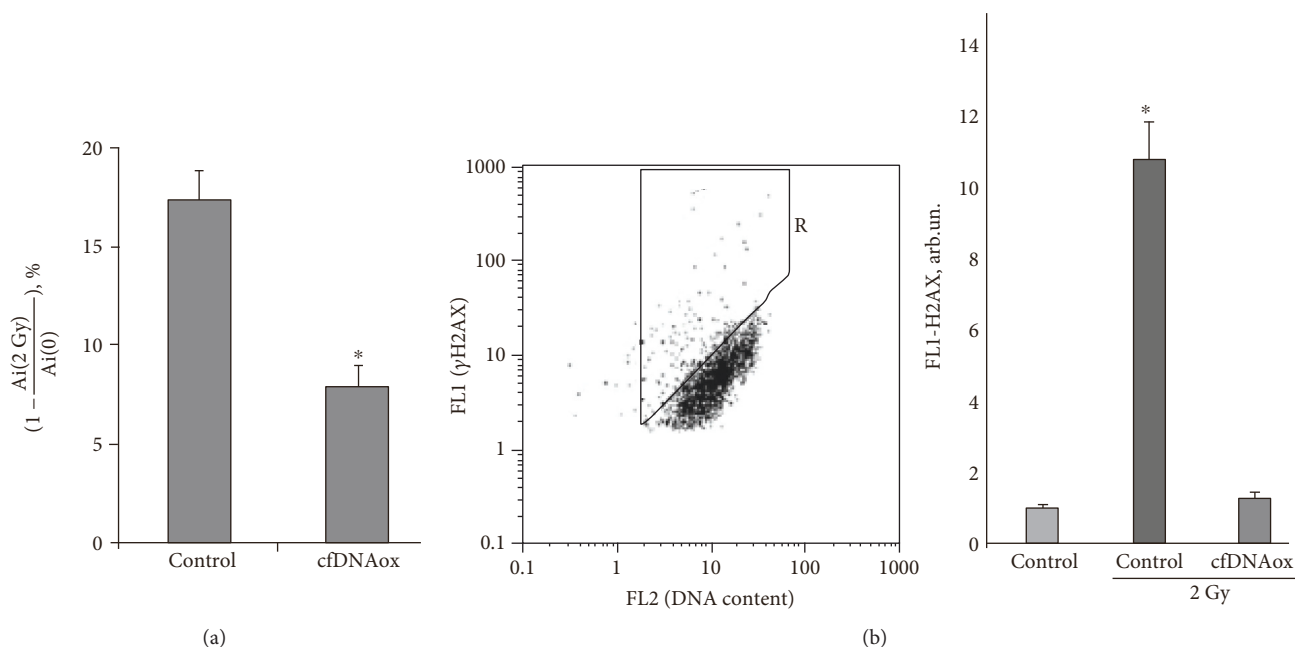 20
15
10
5
0
(1 − Ai(2 Gy)/Ai(0)), %
*
Control
cfDNAox
(a)
1000
100
10
1
0.1
FL1 (γH2AX)
R
0.1
1
10
100
1000
FL2 (DNA content)
14
12
10
8
6
4
2
0
FL1-H2AX, arb.un.
*
Control
Control
cfDNAox
2 Gy
(b)